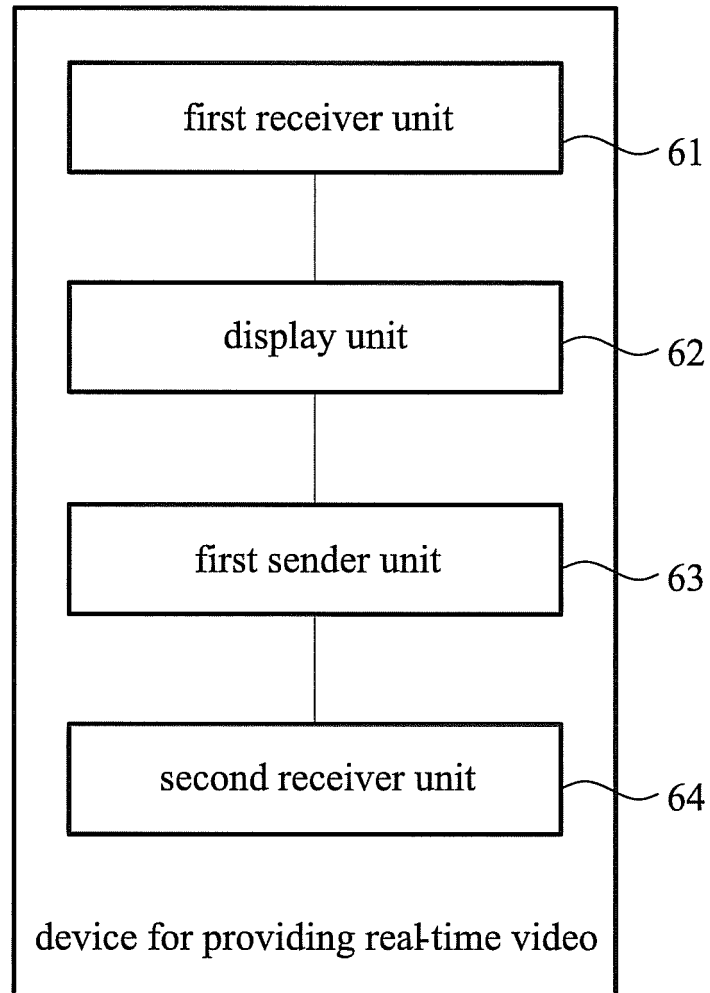 first receiver unit
61
display unit
62
first sender unit
63
second receiver unit
64
device for providing real-time video